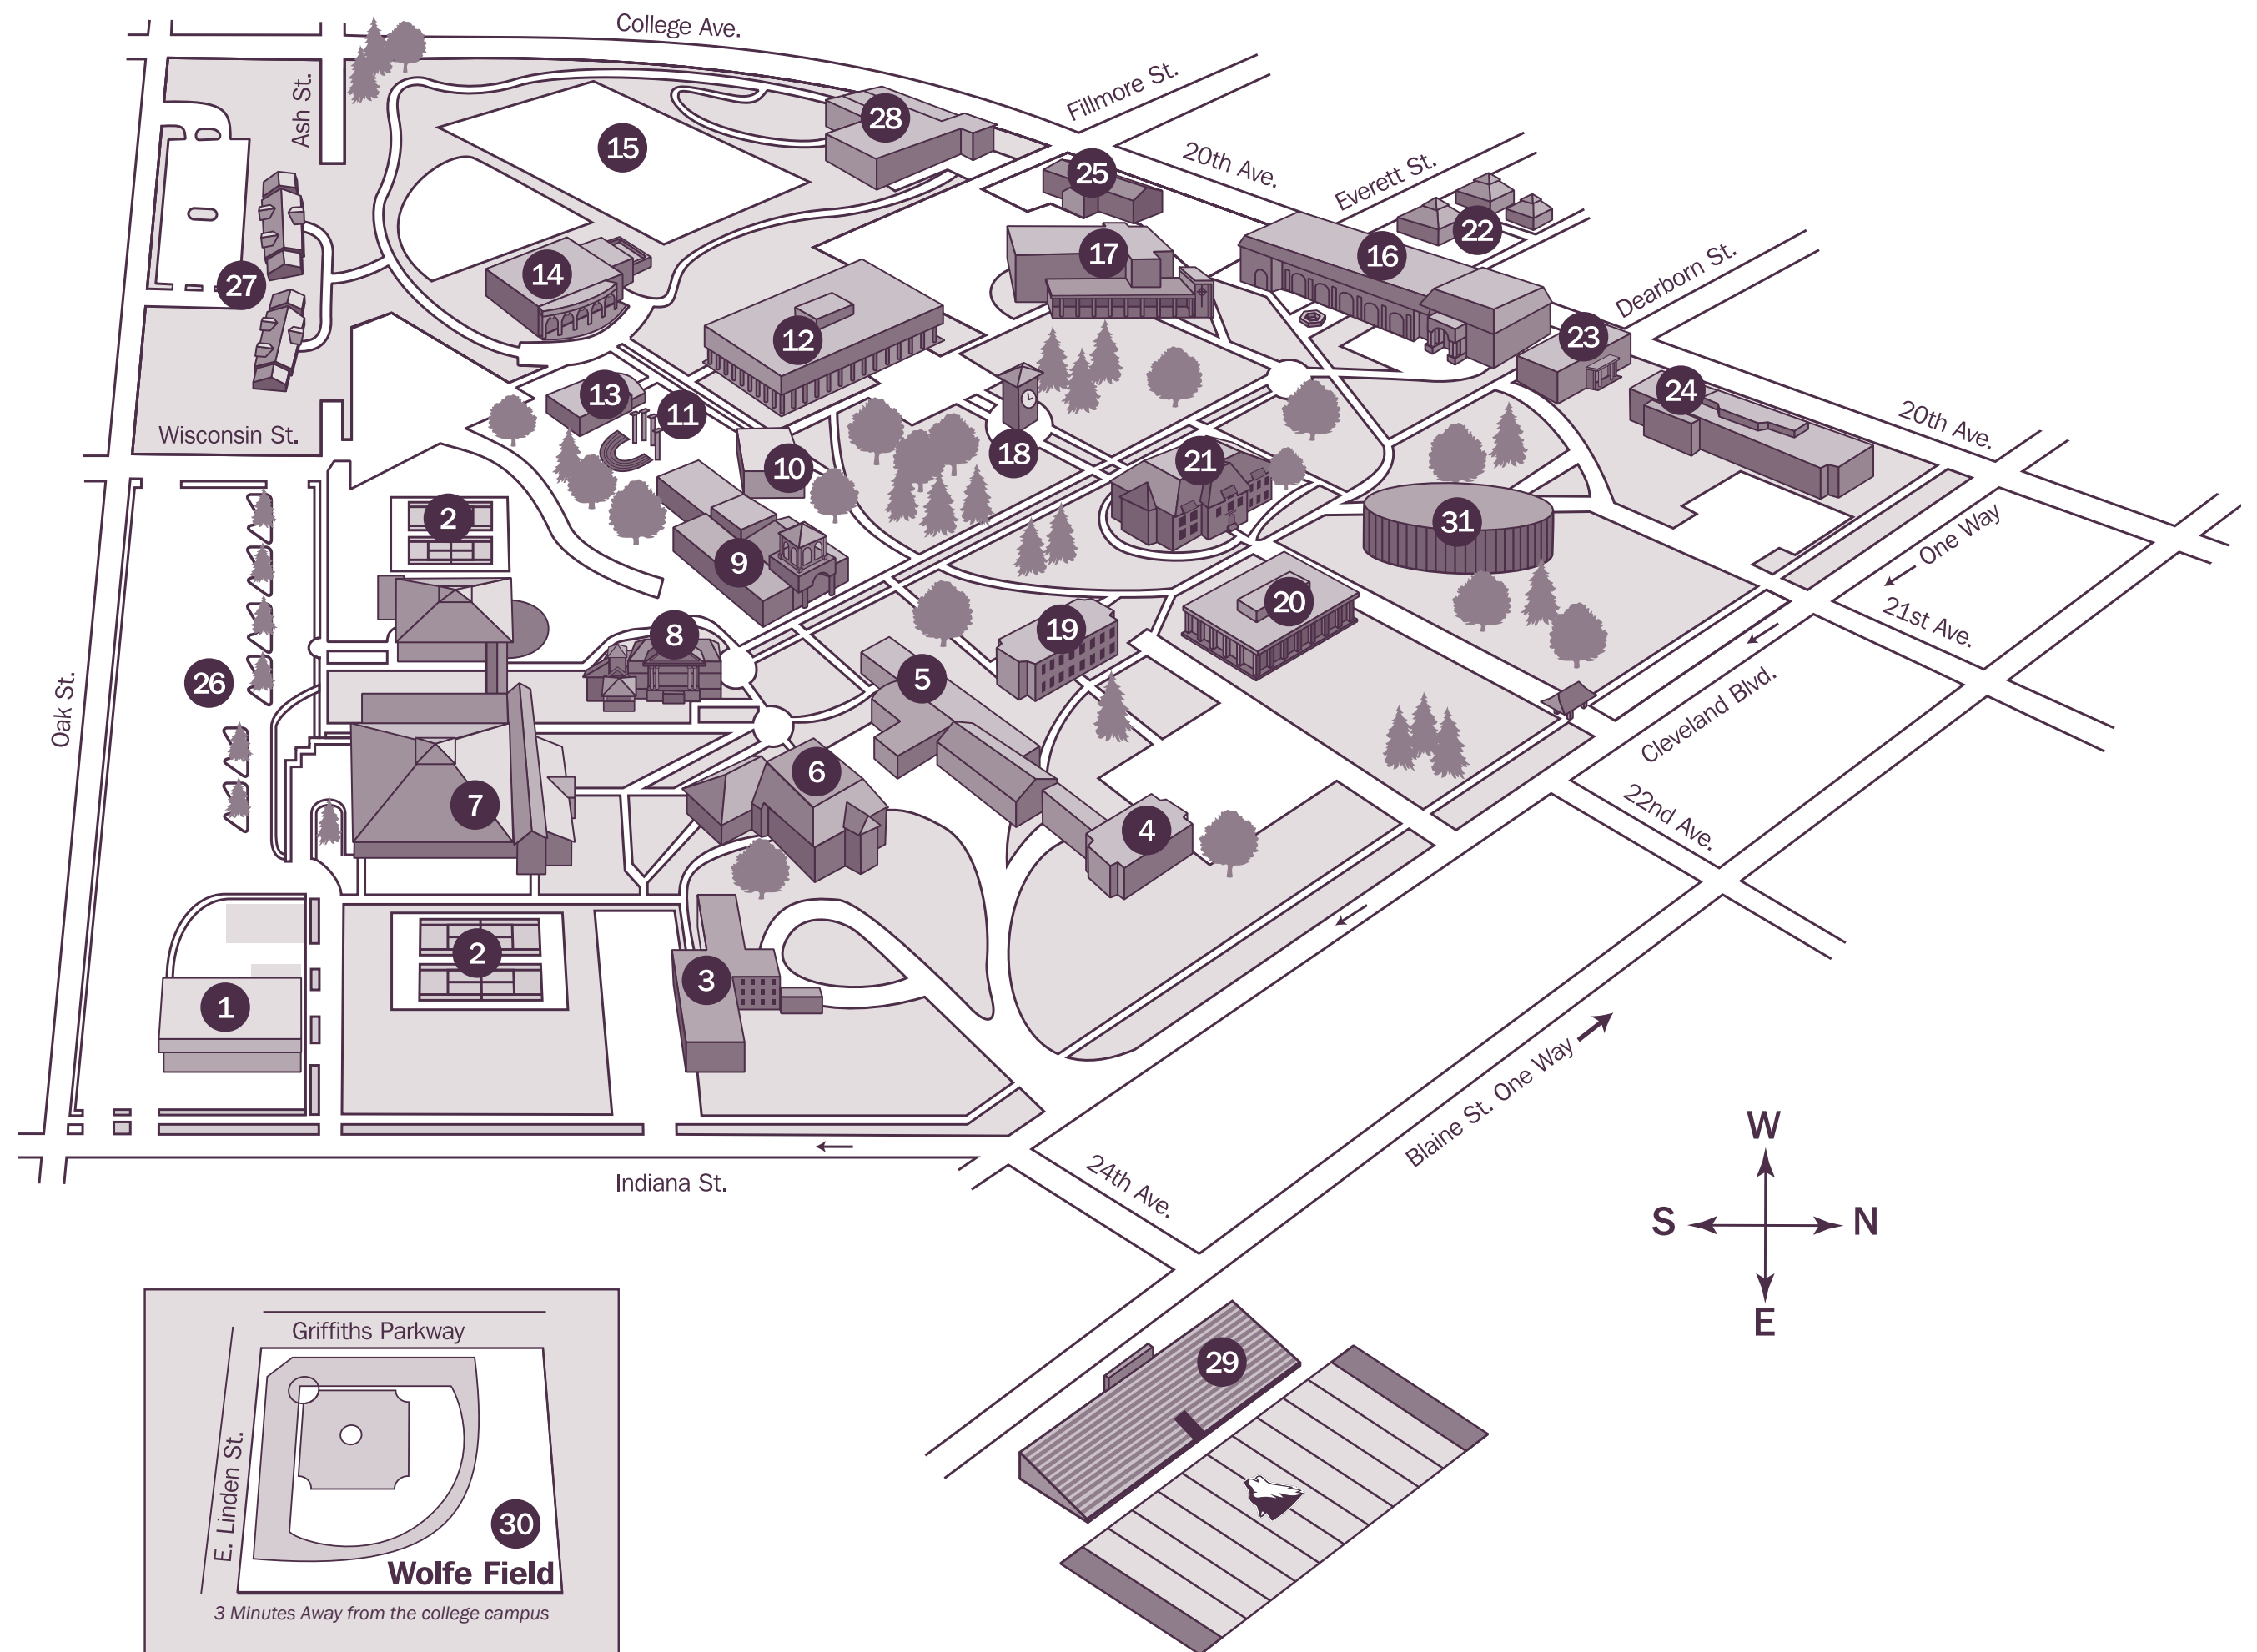 College Ave.
Fillmore St.
Ash St.
28
15
25
20th Ave.
Everett St.
22
17
16
14
27
Dearborn St.
12
23
13
11
24
20th Ave.
Wisconsin St.
18
10
21
2
31
One Way
9
20
21st Ave.
8
19
26
5
Oak St.
Cleveland Blvd.
6
7
4
22nd Ave.
2
3
1
Blaine St. One Way
Indiana St.
24th Ave.
W
S
N
E
29
Griffiths Parkway
E. Linden St.
30
Wolfe Field
3 Minutes Away from the college campus